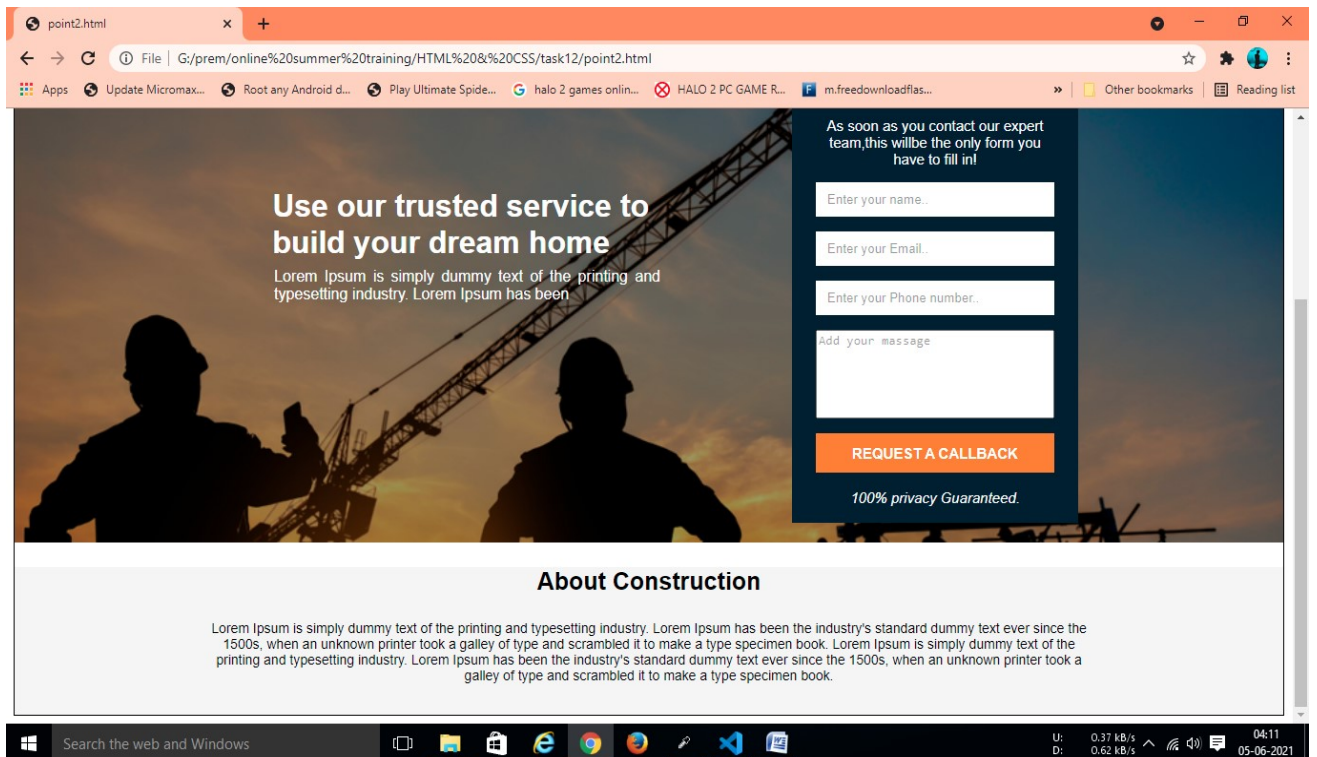 point2.html
File | G:/prem/online%20summer%20training/HTML%20&%20CSS/task12/point2.html
Apps Update Micromax... Root any Android d... Play Ultimate Spide... halo 2 games onlin... HALO 2 PC GAME R... m.freedownloadflas... » Other bookmarks Reading list
As soon as you contact our expert
team,this willbe the only form you
have to fill in!
Use our trusted service to
build your dream home
Lorem Ipsum is simply dummy text of the printing and
typesetting industry. Lorem Ipsum has been
Enter your name..
Enter your Email..
Enter your Phone number..
Add your massage
REQUEST A CALLBACK
100% privacy Guaranteed.
About Construction
Lorem Ipsum is simply dummy text of the printing and typesetting industry. Lorem Ipsum has been the industry's standard dummy text ever since the
1500s, when an unknown printer took a galley of type and scrambled it to make a type specimen book. Lorem Ipsum is simply dummy text of the
printing and typesetting industry. Lorem Ipsum has been the industry's standard dummy text ever since the 1500s, when an unknown printer took a
galley of type and scrambled it to make a type specimen book.
Search the web and Windows
U: 0.37 kB/s
D: 0.62 kB/s
04:11
05-06-2021